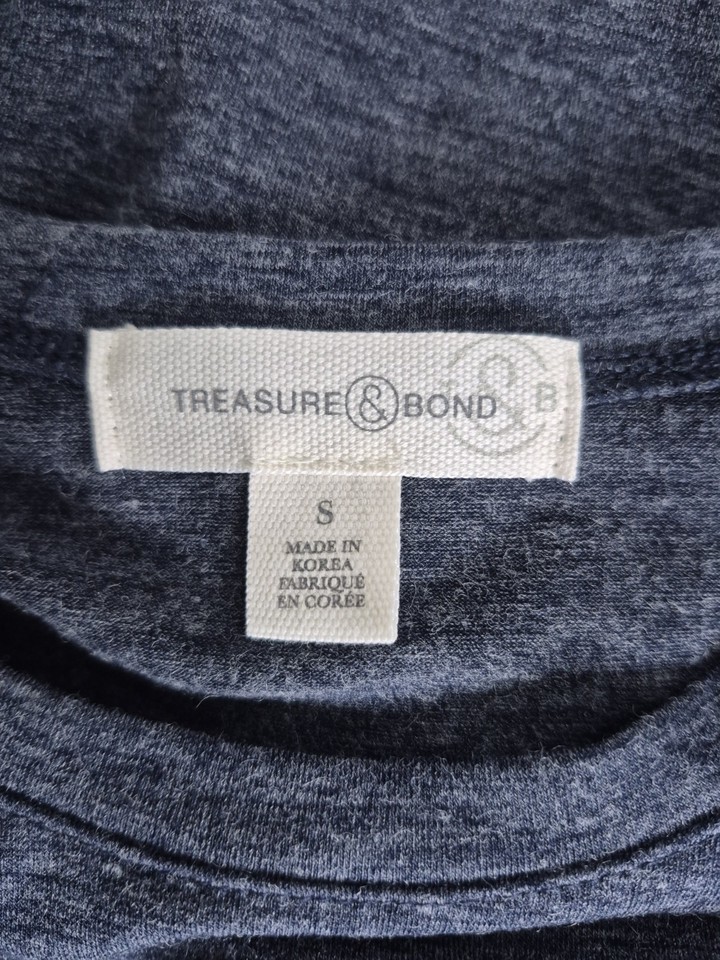 TREASURE & BOND
& B
S
MADE IN
KOREA
FABRIQUÉ
EN CORÉE